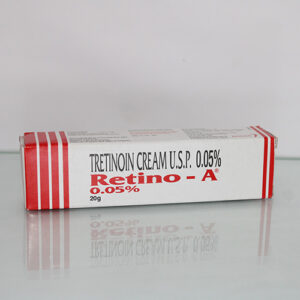 TRETINOIN CREAM U.S.P. 0.05%
Retino - A®
0.05%
20g